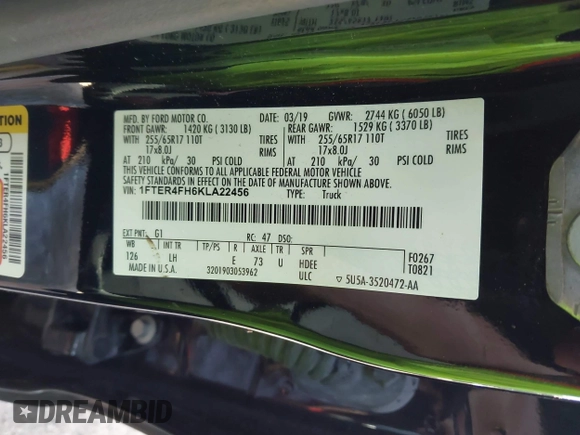 MFD. BY FORD MOTOR CO.
DATE: 03/19 GVWR: 2744 KG ( 6050 LB)
FRONT GAWR: 1420 KG ( 3130 LB) REAR GAWR: 1529 KG ( 3370 LB)
255/65R17 110T TIRES 255/65R17 110T TIRES
17x8.0J RIMS 17x8.0J RIMS
AT 210 kPa/ 30 PSI COLD AT 210 kPa/ 30 PSI COLD
THIS VEHICLE CONFORMS TO ALL APPLICABLE FEDERAL MOTOR VEHICLE
SAFETY STANDARDS IN EFFECT ON THE DATE OF MANUFACTURE SHOWN ABOVE.
VIN: 1FTER4FH6KLA22456 TYPE: Truck
EXT PNT: G1 RC: 47 DSO:
WB INT TR TP/PS R AXLE TR SPR F0267
126 LH E 73 U HDEE T0821
MADE IN U.S.A. 3201903053962 ULC 5U5A-3520472-AA
DREAMBID